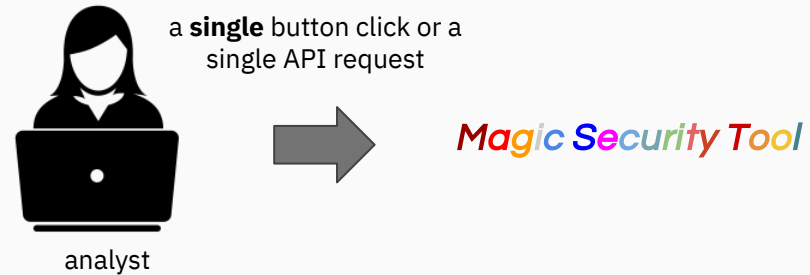 a single button click or a
single API request
Magic Security Tool
analyst